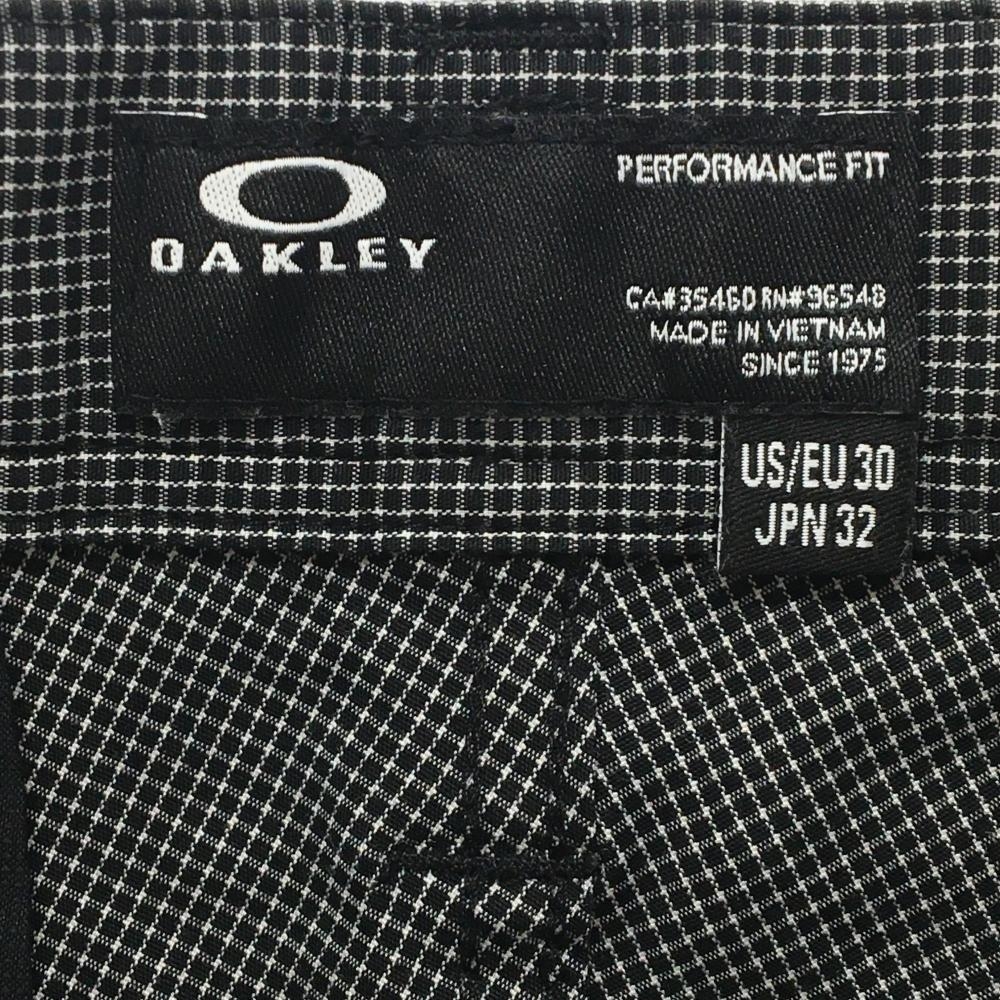 OAKLEY
PERFORMANCE FIT
CA#35460 RN#96548
MADE IN VIETNAM
SINCE 1975
US/EU 30
JPN 32